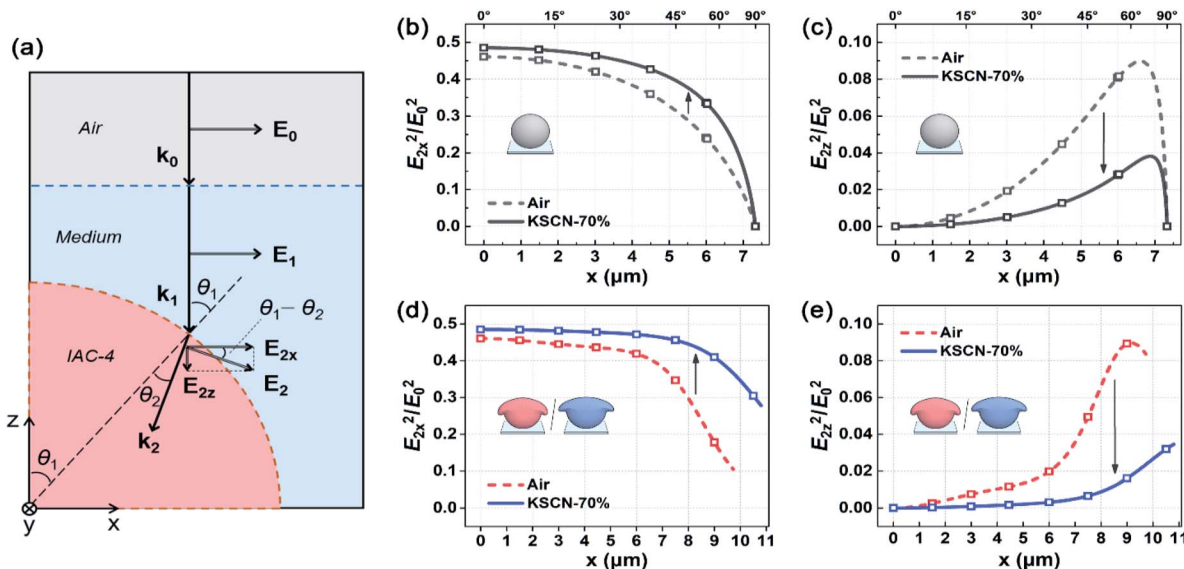 (a)
Air
E₀
k₀
Medium
E₁
k₁
θ₁
θ₁ − θ₂
IAC-4
E₂ₓ
E₂
E₂z
θ₂
k₂
z
θ₁
y
x
(b)
0° 15° 30° 45° 60° 90°
E₂ₓ²/E₀²
0.5
0.4
0.3
0.2
0.1
0.0
Air
KSCN-70%
0 1 2 3 4 5 6 7
x (μm)
(c)
0° 15° 30° 45° 60° 90°
E₂z²/E₀²
0.10
0.08
0.06
0.04
0.02
0.00
Air
KSCN-70%
0 1 2 3 4 5 6 7
x (μm)
(d)
E₂ₓ²/E₀²
0.5
0.4
0.3
0.2
0.1
0.0
Air
KSCN-70%
0 1 2 3 4 5 6 7 8 9 10 11
x (μm)
(e)
E₂z²/E₀²
0.10
0.08
0.06
0.04
0.02
0.00
Air
KSCN-70%
0 1 2 3 4 5 6 7 8 9 10 11
x (μm)